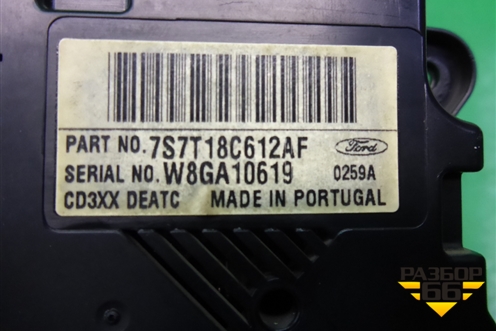 PART NO. 7S7T18C612AF Ford
SERIAL NO. W8GA10619 0259A
CD3XX DEATC MADE IN PORTUGAL
РАЗБОР
66